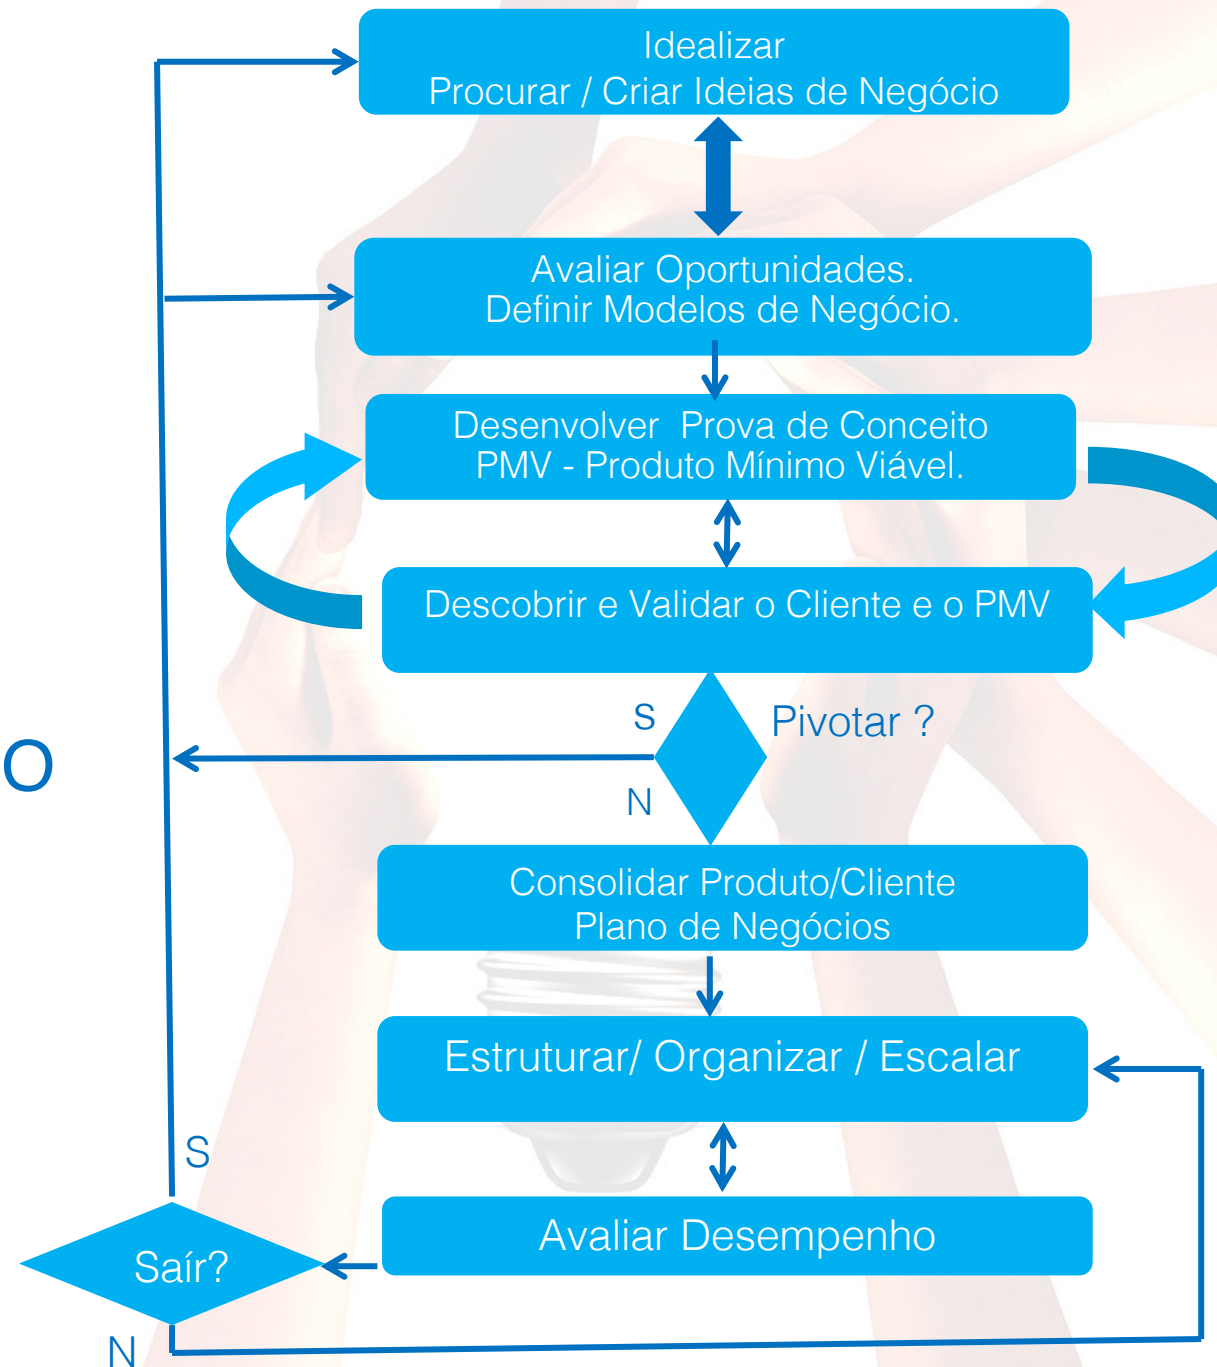 Idealizar
Procurar / Criar Ideias de Negócio
Avaliar Oportunidades.
Definir Modelos de Negócio.
Desenvolver Prova de Conceito
PMV - Produto Mínimo Viável.
Descobrir e Validar o Cliente e o PMV
S
Pivotar ?
O
N
Consolidar Produto/Cliente
Plano de Negócios
Estruturar/ Organizar / Escalar
S
Avaliar Desempenho
Saír?
N